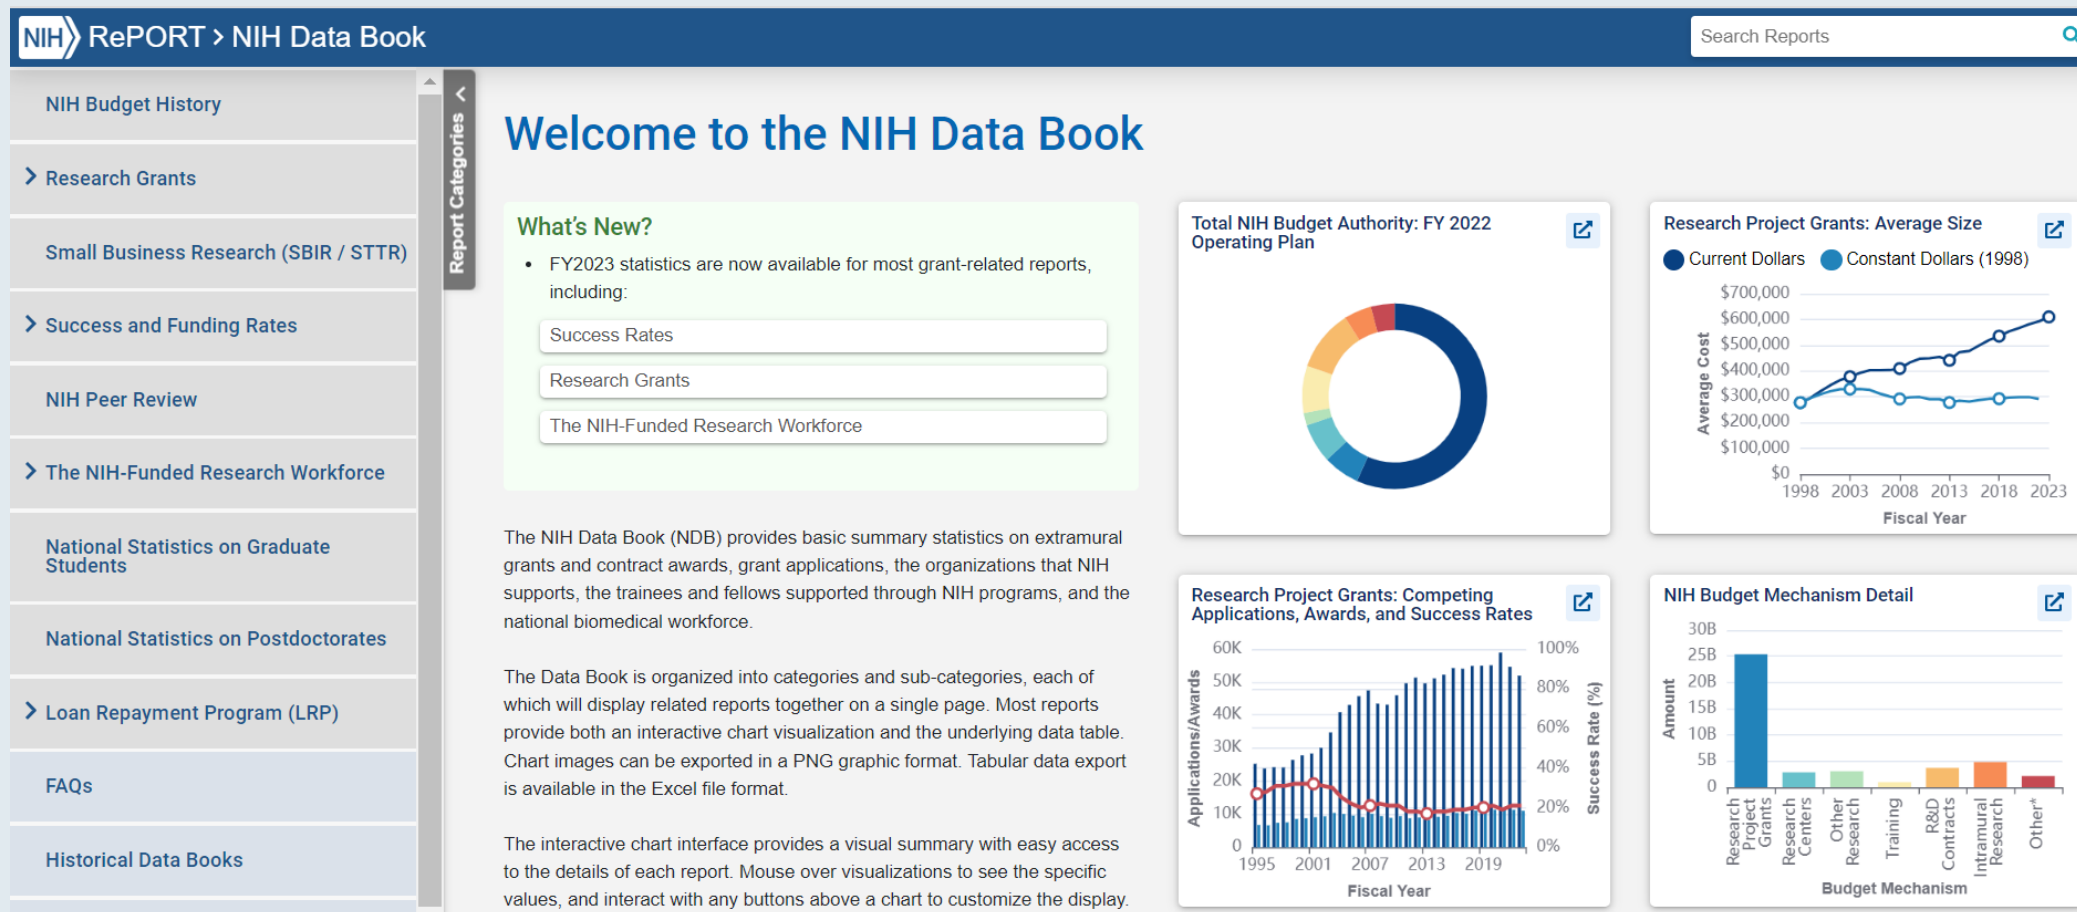 NIH RePORT > NIH Data Book
Search Reports
NIH Budget History
Research Grants
Small Business Research (SBIR / STTR)
Success and Funding Rates
NIH Peer Review
The NIH-Funded Research Workforce
National Statistics on Graduate
Students
National Statistics on Postdoctorates
Loan Repayment Program (LRP)
FAQs
Historical Data Books
Report Categories
Welcome to the NIH Data Book
What's New?
• FY2023 statistics are now available for most grant-related reports,
including:
Success Rates
Research Grants
The NIH-Funded Research Workforce
The NIH Data Book (NDB) provides basic summary statistics on extramural
grants and contract awards, grant applications, the organizations that NIH
supports, the trainees and fellows supported through NIH programs, and the
national biomedical workforce.
The Data Book is organized into categories and sub-categories, each of
which will display related reports together on a single page. Most reports
provide both an interactive chart visualization and the underlying data table.
Chart images can be exported in a PNG graphic format. Tabular data export
is available in the Excel file format.
The interactive chart interface provides a visual summary with easy access
to the details of each report. Mouse over visualizations to see the specific
values, and interact with any buttons above a chart to customize the display.
Total NIH Budget Authority: FY 2022
Operating Plan
Research Project Grants: Average Size
Current Dollars Constant Dollars (1998)
Average Cost
$700,000
$600,000
$500,000
$400,000
$300,000
$200,000
$100,000
$0
1998 2003 2008 2013 2018 2023
Fiscal Year
Research Project Grants: Competing
Applications, Awards, and Success Rates
Applications/Awards
60K
50K
40K
30K
20K
10K
0
100%
80%
60%
40%
20%
0%
Success Rate (%)
1995 2001 2007 2013 2019
Fiscal Year
NIH Budget Mechanism Detail
Amount
30B
25B
20B
15B
10B
5B
0
Research
Project
Grants
Research
Centers
Other
Research
Training
R&D
Contracts
Intramural
Research
Other*
Budget Mechanism